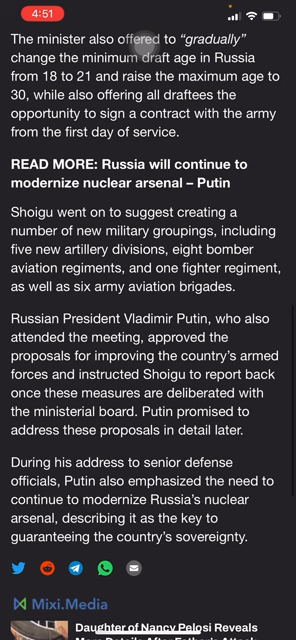 4:51
The minister also offered to "gradually"
change the minimum draft age in Russia
from 18 to 21 and raise the maximum age to
30, while also offering all draftees the
opportunity to sign a contract with the army
from the first day of service.
READ MORE: Russia will continue to
modernize nuclear arsenal – Putin
Shoigu went on to suggest creating a
number of new military groupings, including
five new artillery divisions, eight bomber
aviation regiments, and one fighter regiment,
as well as six army aviation brigades.
Russian President Vladimir Putin, who also
attended the meeting, approved the
proposals for improving the country's armed
forces and instructed Shoigu to report back
once these measures are deliberated with
the ministerial board. Putin promised to
address these proposals in detail later.
During his address to senior defense
officials, Putin also emphasized the need to
continue to modernize Russia's nuclear
arsenal, describing it as the key to
guaranteeing the country's sovereignty.
Mixi.Media
Daughter of Nancy Pelosi Reveals
More Details After Father's Attack